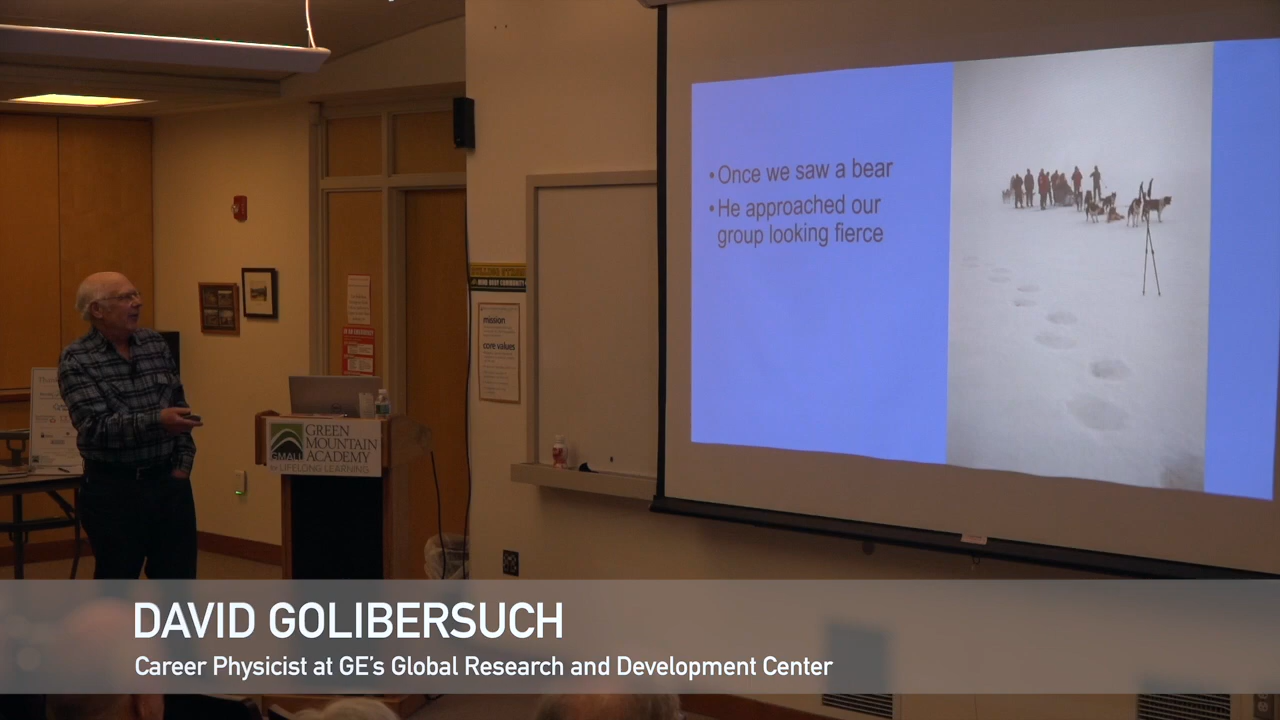 • Once we saw a bear
• He approached our
group looking fierce
mission
core values
GREEN
MOUNTAIN
ACADEMY
for LIFELONG LEARNING
DAVID GOLIBERSUCH
Career Physicist at GE's Global Research and Development Center